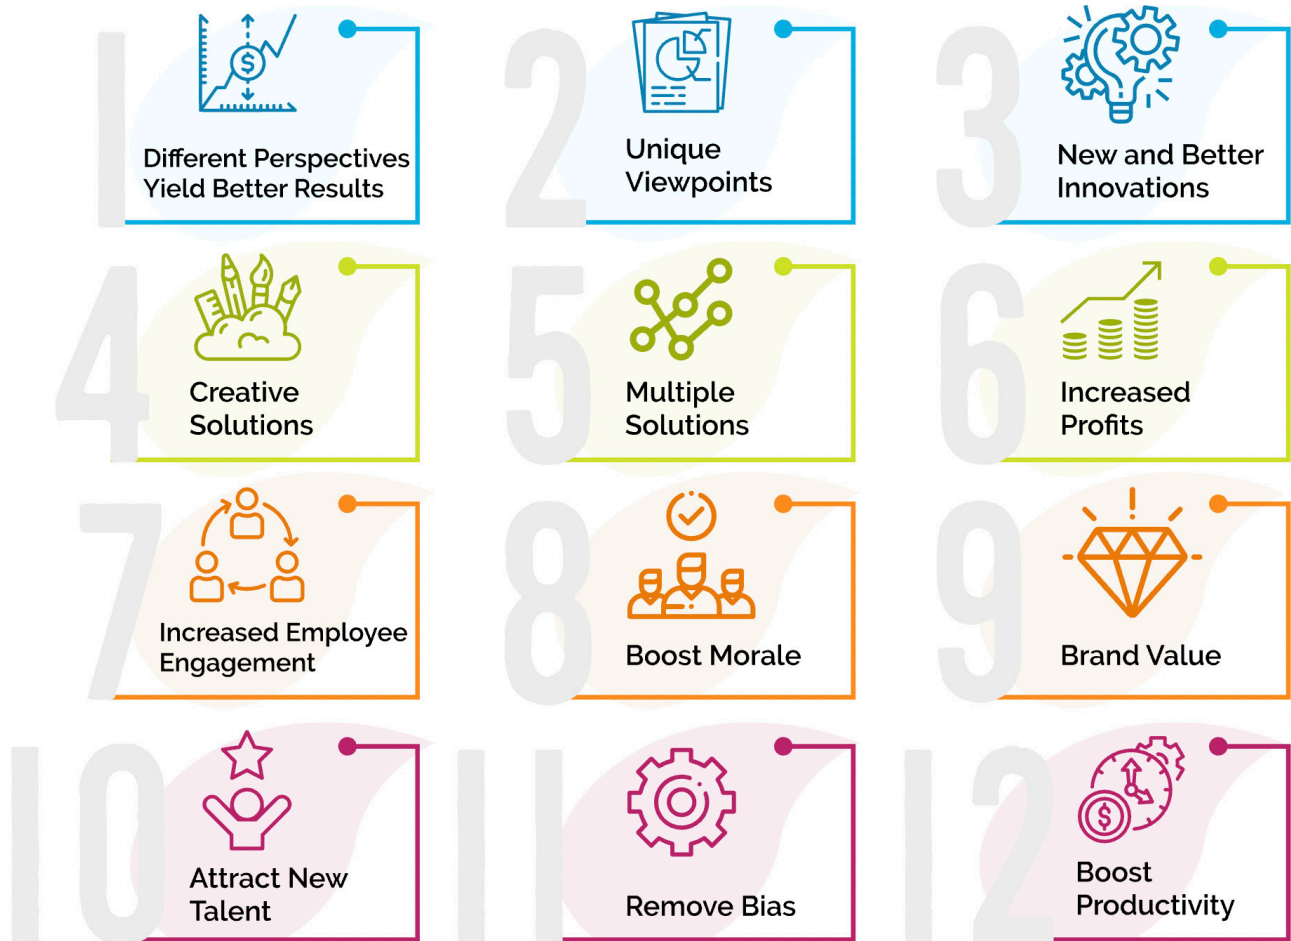 1
Different Perspectives
Yield Better Results
2
Unique
Viewpoints
3
New and Better
Innovations
4
Creative
Solutions
5
Multiple
Solutions
6
Increased
Profits
7
Increased Employee
Engagement
8
Boost Morale
9
Brand Value
10
Attract New
Talent
11
Remove Bias
12
Boost
Productivity
$
$